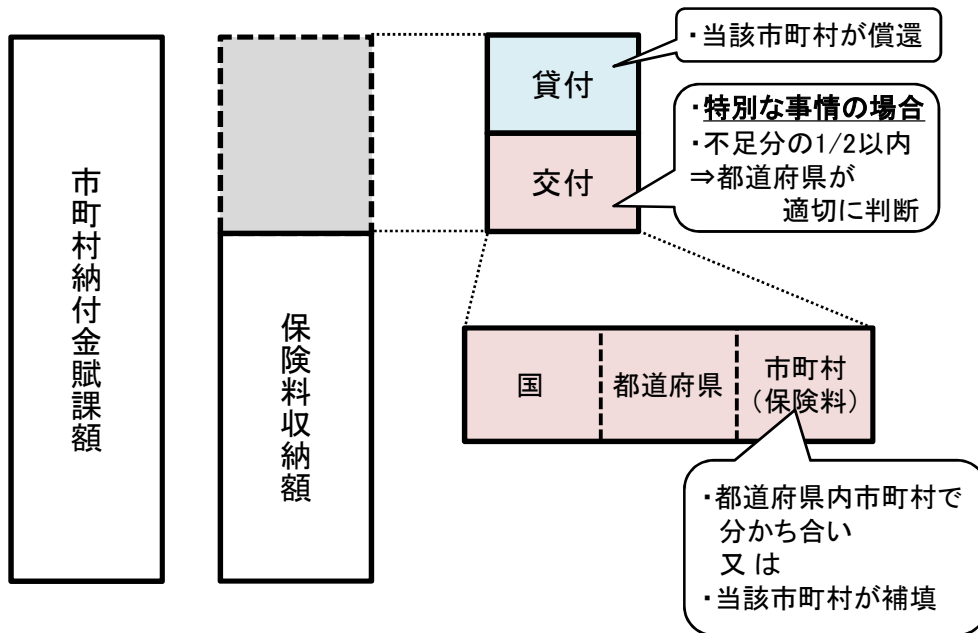 市町村納付金賦課額
保険料収納額
貸付
交付
・当該市町村が償還
・特別な事情の場合
・不足分の1/2以内
⇒都道府県が
適切に判断
国
都道府県
市町村
（保険料）
・都道府県内市町村で
分かち合い
又は
・当該市町村が補填